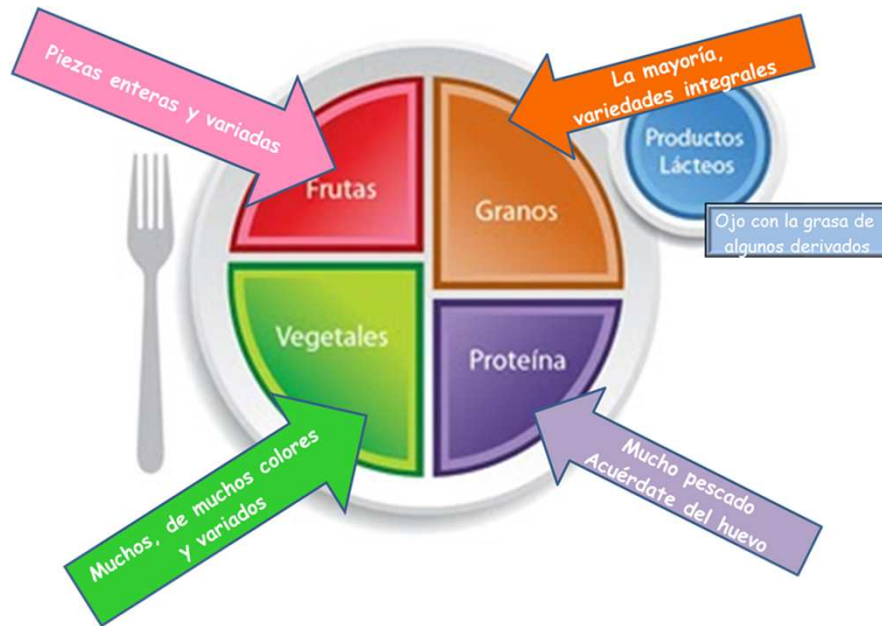 Piezas enteras y variadas
La mayoría,
variedades integrales
Productos
Lácteos
Frutas
Granos
Ojo con la grasa de
algunos derivados
Vegetales
Proteína
Muchos, de muchos colores
y variados
Mucho pescado
Acuérdate del huevo